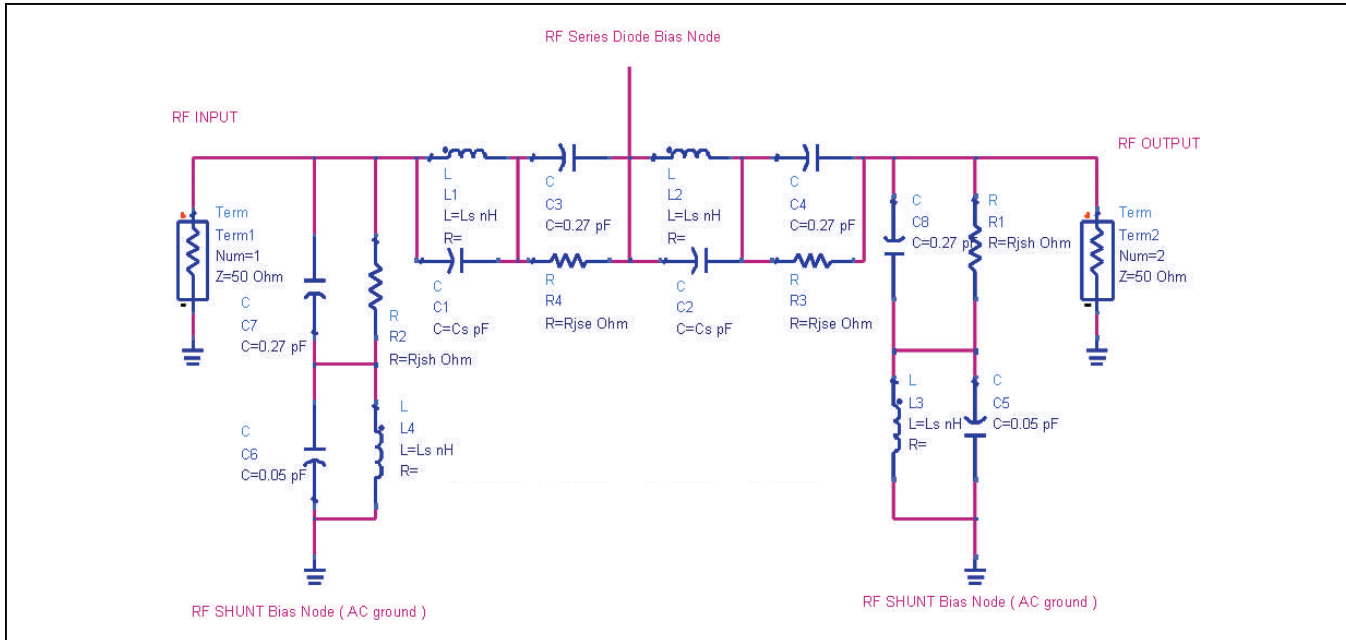 RF Series Diode Bias Node
RF INPUT
RF OUTPUT
Term
Term1
Num=1
Z=50 Ohm
C
C7
C=0.27 pF
R
R2
R=Rjsh Ohm
C
C6
C=0.05 pF
L
L4
L=Ls nH
R=
L
L1
L=Ls nH
R=
C
C1
C=Cs pF
C
C3
C=0.27 pF
R
R4
R=Rjse Ohm
L
L2
L=Ls nH
R=
C
C2
C=Cs pF
C
C4
C=0.27 pF
R
R3
R=Rjse Ohm
C
C8
C=0.27 pF
R
R1
R=Rjsh Ohm
L
L3
L=Ls nH
R=
C
C5
C=0.05 pF
Term
Term2
Num=2
Z=50 Ohm
RF SHUNT Bias Node ( AC ground )
RF SHUNT Bias Node ( AC ground )